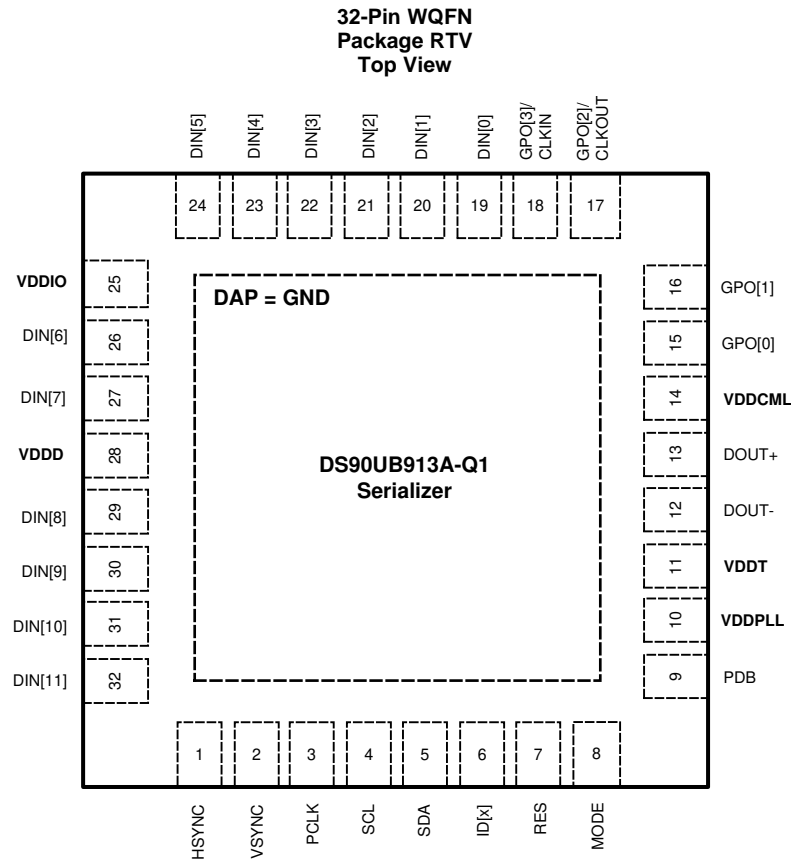 32-Pin WQFN
Package RTV
Top View
DIN[5]
DIN[4]
DIN[3]
DIN[2]
DIN[1]
DIN[0]
GPO[3]/
CLKIN
GPO[2]/
CLKOUT
24
23
22
21
20
19
18
17
VDDIO
25
DIN[6]
26
DIN[7]
27
VDDD
28
DIN[8]
29
DIN[9]
30
DIN[10]
31
DIN[11]
32
DAP = GND
DS90UB913A-Q1
Serializer
16
GPO[1]
15
GPO[0]
14
VDDCML
13
DOUT+
12
DOUT-
11
VDDT
10
VDDPLL
9
PDB
1
2
3
4
5
6
7
8
HSYNC
VSYNC
PCLK
SCL
SDA
ID[x]
RES
MODE